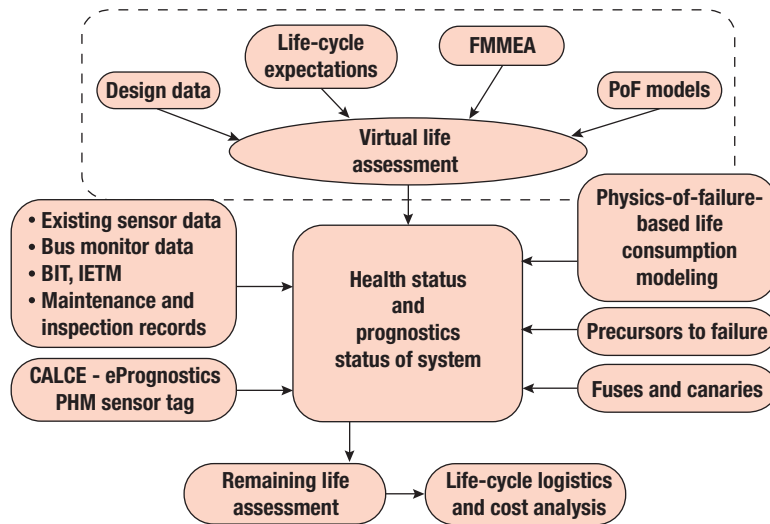 Life-cycle
expectations
FMMEA
Design data
PoF models
Virtual life
assessment
• Existing sensor data
• Bus monitor data
• BIT, IETM
• Maintenance and
inspection records
Physics-of-failure-
based life
consumption
modeling
Health status
and
prognostics
status of system
Precursors to failure
CALCE - ePrognostics
PHM sensor tag
Fuses and canaries
Remaining life
assessment
Life-cycle logistics
and cost analysis